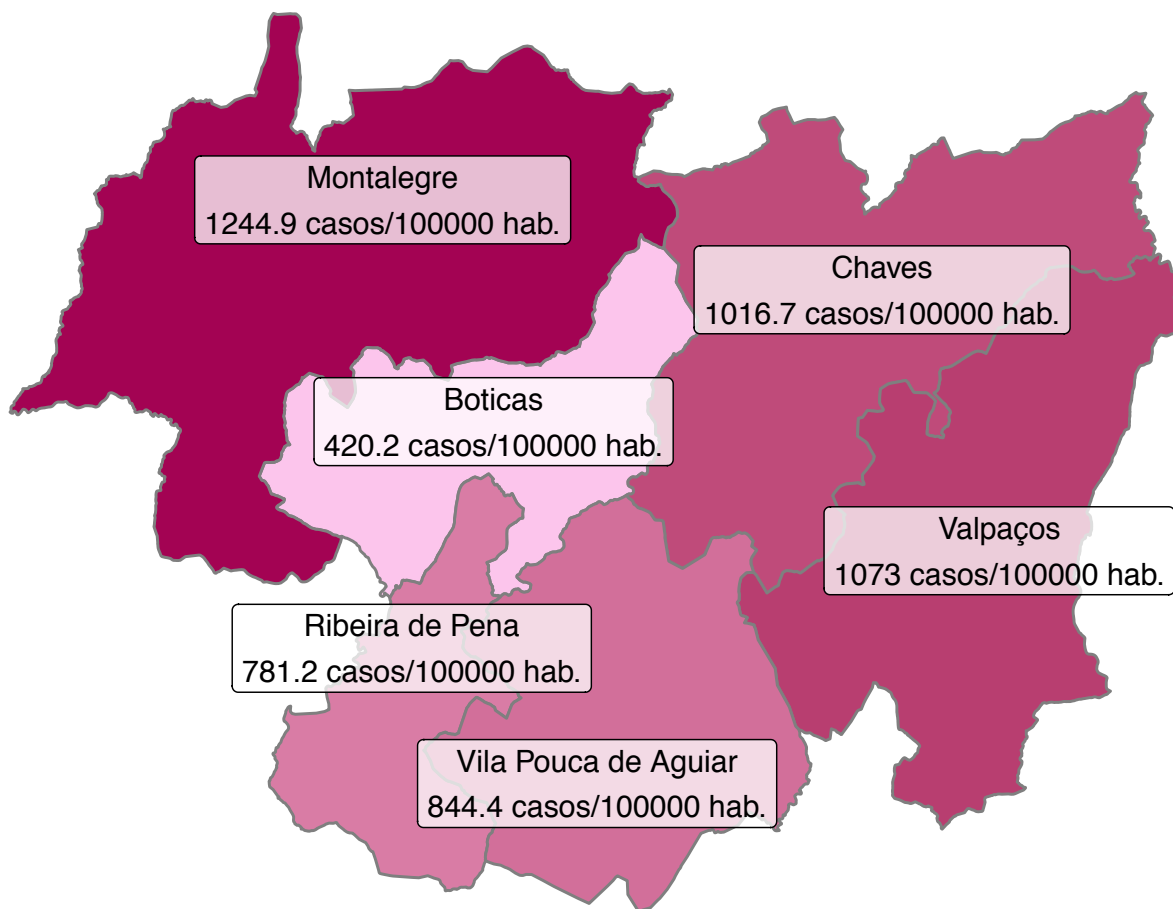 Montalegre
1244.9 casos/100000 hab.
Chaves
1016.7 casos/100000 hab.
Boticas
420.2 casos/100000 hab.
Valpaços
1073 casos/100000 hab.
Ribeira de Pena
781.2 casos/100000 hab.
Vila Pouca de Aguiar
844.4 casos/100000 hab.